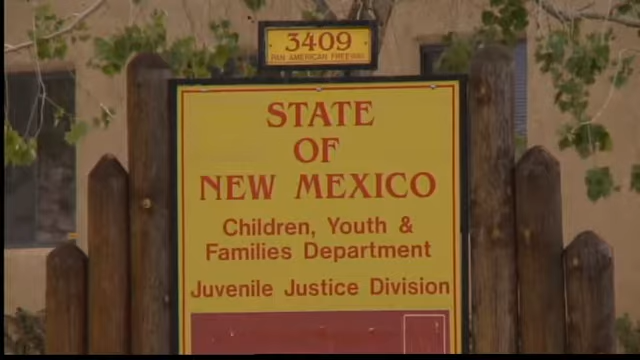 3409
PAN AMERICAN FREEWAY
STATE
OF
NEW MEXICO
Children, Youth &
Families Department
Juvenile Justice Division